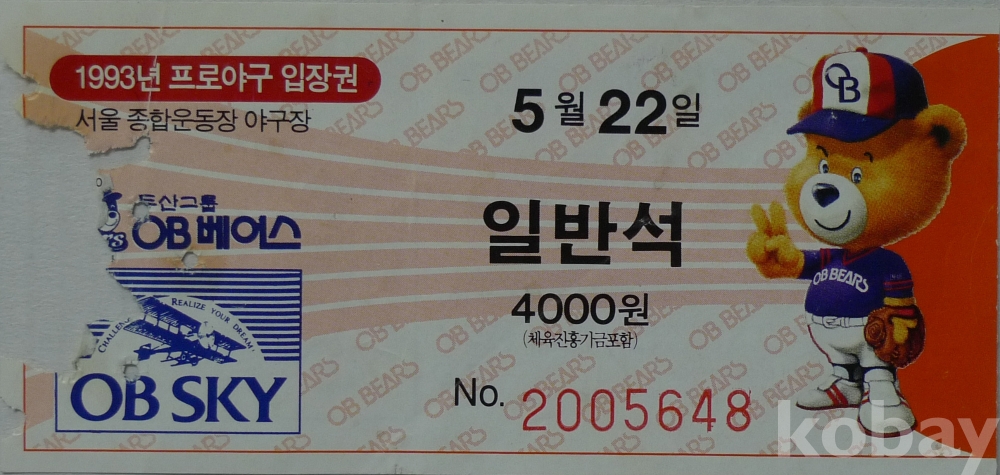 1993년 프로야구 입장권
서울 종합운동장 야구장
5월 22일
두산그룹
OB 베어스
일반석
4000원
(체육진흥기금포함)
REALIZE YOUR DREAM!
OB SKY
No. 2005648
OB
OB BEARS
kobay